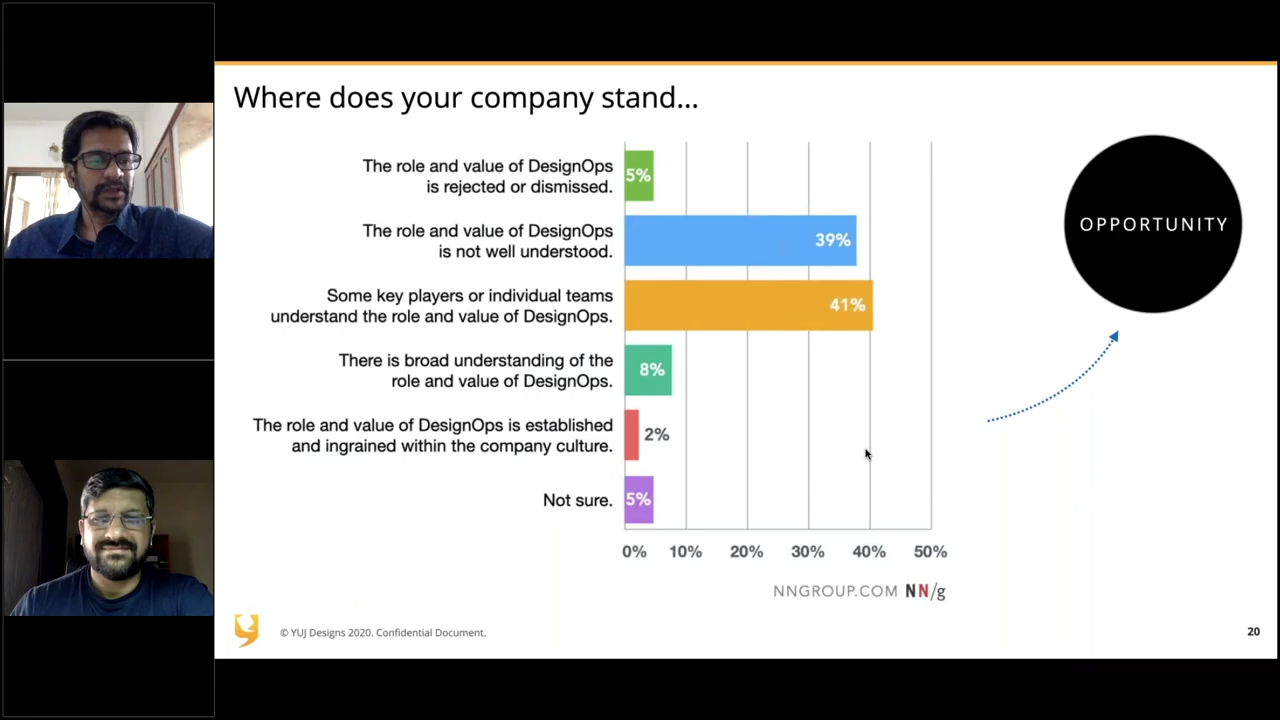 Where does your company stand...
The role and value of DesignOps
is rejected or dismissed.
5%
The role and value of DesignOps
is not well understood.
39%
Some key players or individual teams
understand the role and value of DesignOps.
41%
There is broad understanding of the
role and value of DesignOps.
8%
The role and value of DesignOps is established
and ingrained within the company culture.
2%
Not sure.
5%
0% 10% 20% 30% 40% 50%
NNGROUP.COM NN/g
OPPORTUNITY
© YUJ Designs 2020. Confidential Document.
20